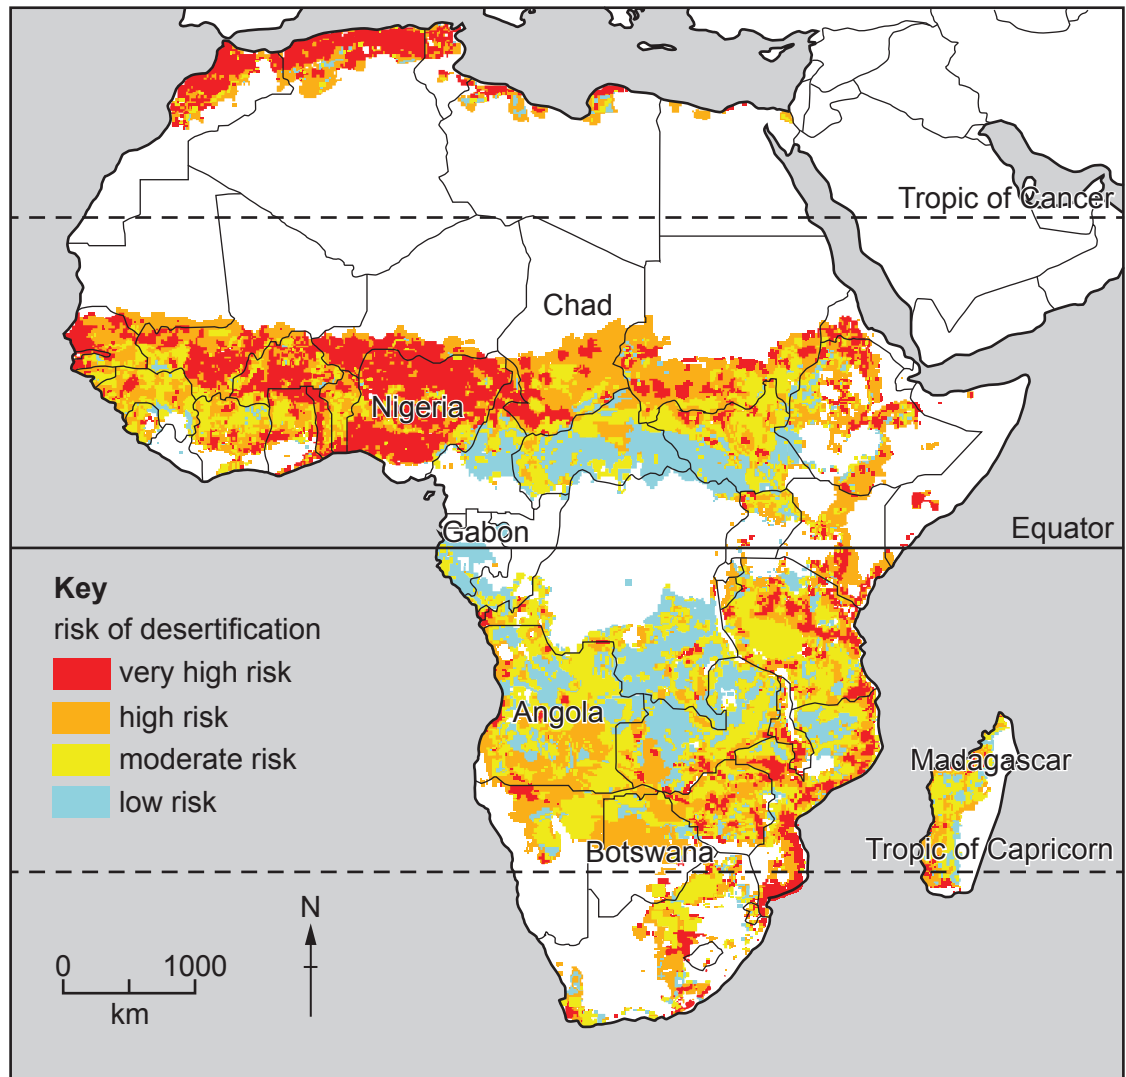 Tropic of Cancer
Chad
Nigeria
Gabon
Equator
Key
risk of desertification
very high risk
high risk
moderate risk
low risk
Angola
Madagascar
Botswana
Tropic of Capricorn
N
0 1000
km